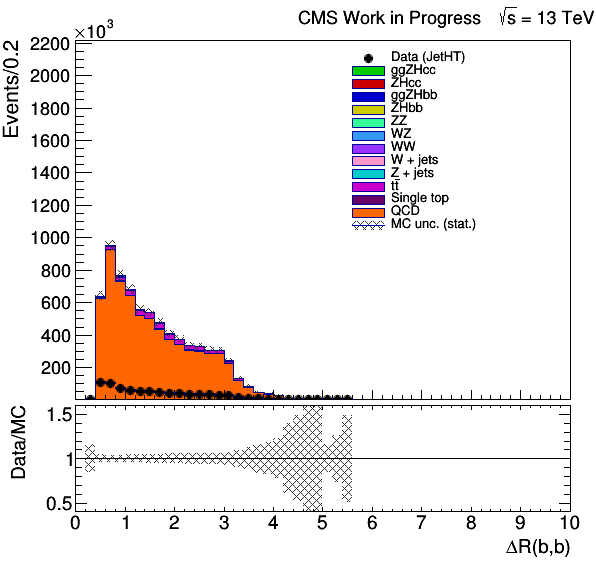 CMS Work in Progress √s = 13 TeV
×10³
Events/0.2
2200
2000
1800
1600
1400
1200
1000
800
600
400
200
Data (JetHT)
ggZHcc
ZHcc
ggZHbb
ZHbb
ZZ
WZ
WW
W + jets
Z + jets
tt̄
Single top
QCD
MC unc. (stat.)
Data/MC
1.5
1
0.5
0 1 2 3 4 5 6 7 8 9 10
ΔR(b,b)